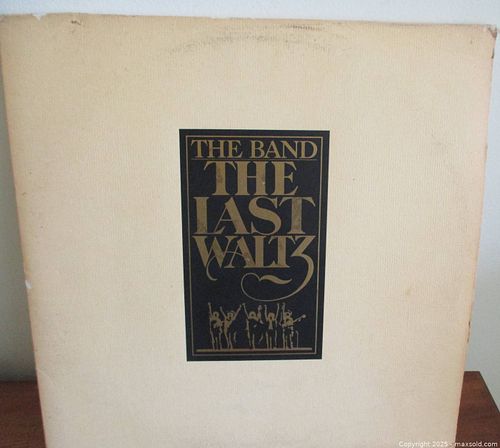 THE BAND
THE
LAST
WALTZ
Copyright © 2025 - maxsold.com